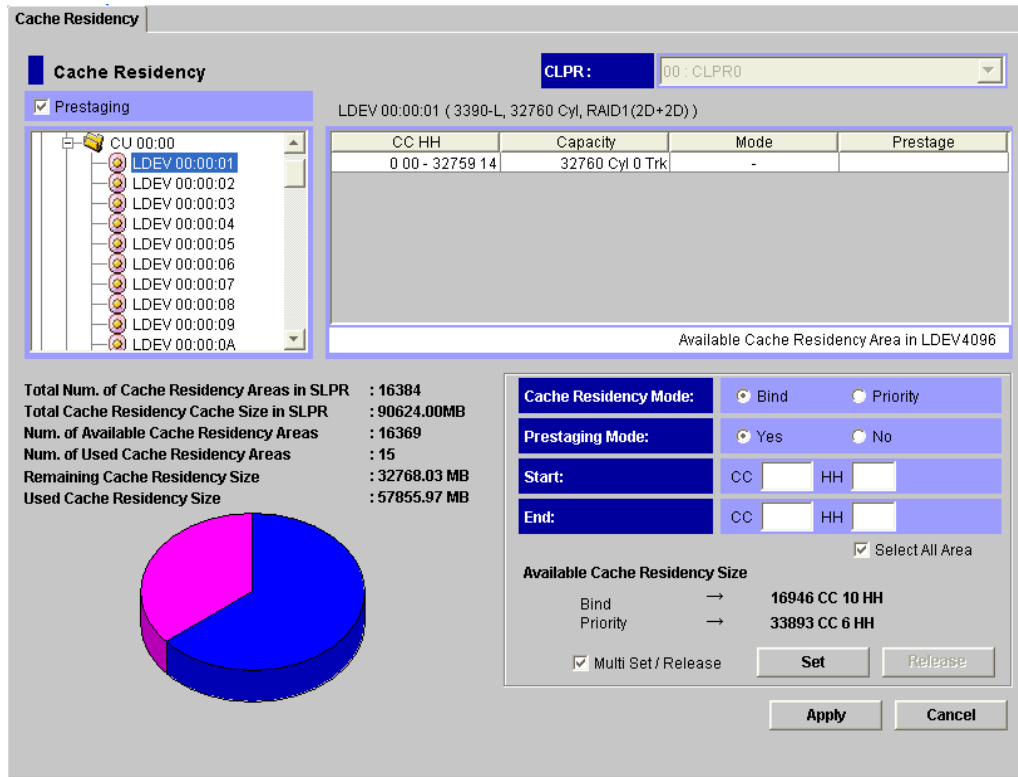 Cache Residency
Cache Residency
CLPR :
00 : CLPR0
Prestaging
LDEV 00:00:01 ( 3390-L, 32760 Cyl, RAID1(2D+2D) )
CU 00:00
LDEV 00:00:01
LDEV 00:00:02
LDEV 00:00:03
LDEV 00:00:04
LDEV 00:00:05
LDEV 00:00:06
LDEV 00:00:07
LDEV 00:00:08
LDEV 00:00:09
LDEV 00:00:0A
CC HH Capacity Mode Prestage
0 00 - 32759 14 32760 Cyl 0 Trk -
Available Cache Residency Area in LDEV4096
Total Num. of Cache Residency Areas in SLPR : 16384
Total Cache Residency Cache Size in SLPR : 90624.00MB
Num. of Available Cache Residency Areas : 16369
Num. of Used Cache Residency Areas : 15
Remaining Cache Residency Size : 32768.03 MB
Used Cache Residency Size : 57855.97 MB
Cache Residency Mode: Bind Priority
Prestaging Mode: Yes No
Start: CC HH
End: CC HH
Select All Area
Available Cache Residency Size
Bind → 16946 CC 10 HH
Priority → 33893 CC 6 HH
Multi Set / Release Set Release
Apply Cancel